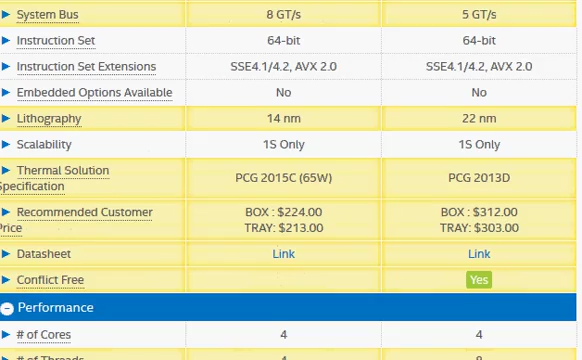 System Bus 8 GT/s 5 GT/s
Instruction Set 64-bit 64-bit
Instruction Set Extensions SSE4.1/4.2, AVX 2.0 SSE4.1/4.2, AVX 2.0
Embedded Options Available No No
Lithography 14 nm 22 nm
Scalability 1S Only 1S Only
Thermal Solution
Specification PCG 2015C (65W) PCG 2013D
Recommended Customer BOX : $224.00 BOX : $312.00
Price TRAY: $213.00 TRAY: $303.00
Datasheet Link Link
Conflict Free Yes
Performance
# of Cores 4 4
# of Threads 4 8